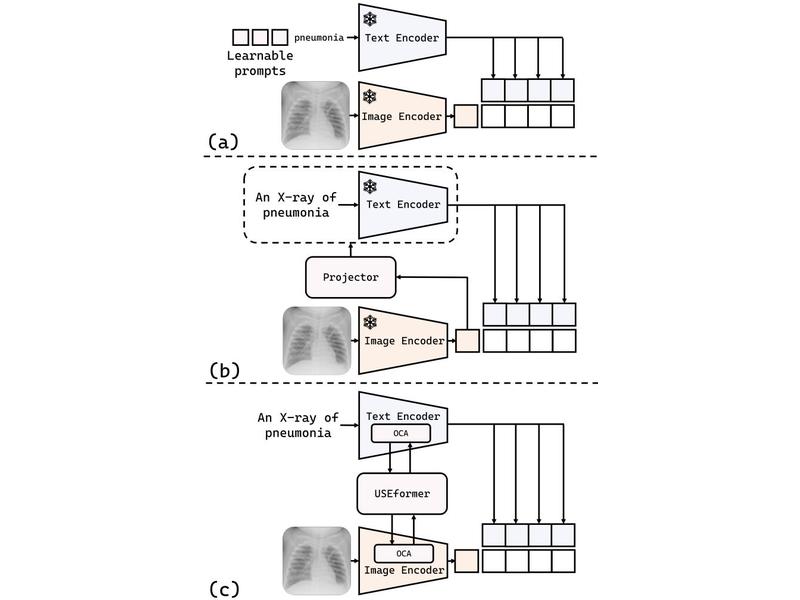 pneumonia
Text Encoder
Learnable
prompts
Image Encoder
(a)
An X-ray of
pneumonia
Text Encoder
Projector
Image Encoder
(b)
Text Encoder
An X-ray of
pneumonia
OCA
USEformer
OCA
Image Encoder
(c)